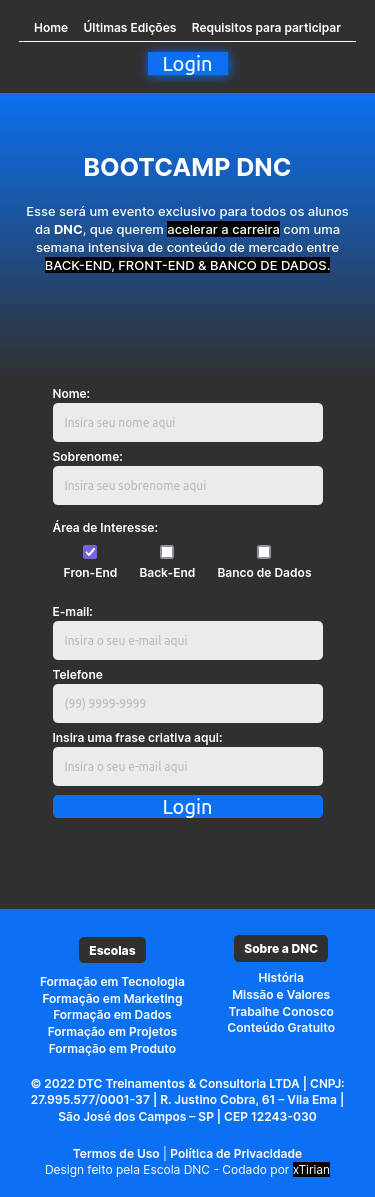 Home Últimas Edições Requisitos para participar
Login
BOOTCAMP DNC
Esse será um evento exclusivo para todos os alunos
da DNC, que querem acelerar a carreira com uma
semana intensiva de conteúdo de mercado entre
BACK-END, FRONT-END & BANCO DE DADOS.
Nome:
Insira seu nome aqui
Sobrenome:
Insira seu sobrenome aqui
Área de Interesse:
Fron-End Back-End Banco de Dados
E-mail:
Insira o seu e-mail aqui
Telefone
(99) 9999-9999
Insira uma frase criativa aqui:
Insira o seu e-mail aqui
Login
Escolas
Formação em Tecnologia
Formação em Marketing
Formação em Dados
Formação em Projetos
Formação em Produto
Sobre a DNC
História
Missão e Valores
Trabalhe Conosco
Conteúdo Gratuito
© 2022 DTC Treinamentos & Consultoria LTDA | CNPJ:
27.995.577/0001-37 | R. Justino Cobra, 61 – Vila Ema |
São José dos Campos – SP | CEP 12243-030
Termos de Uso | Política de Privacidade
Design feito pela Escola DNC - Codado por xTirian